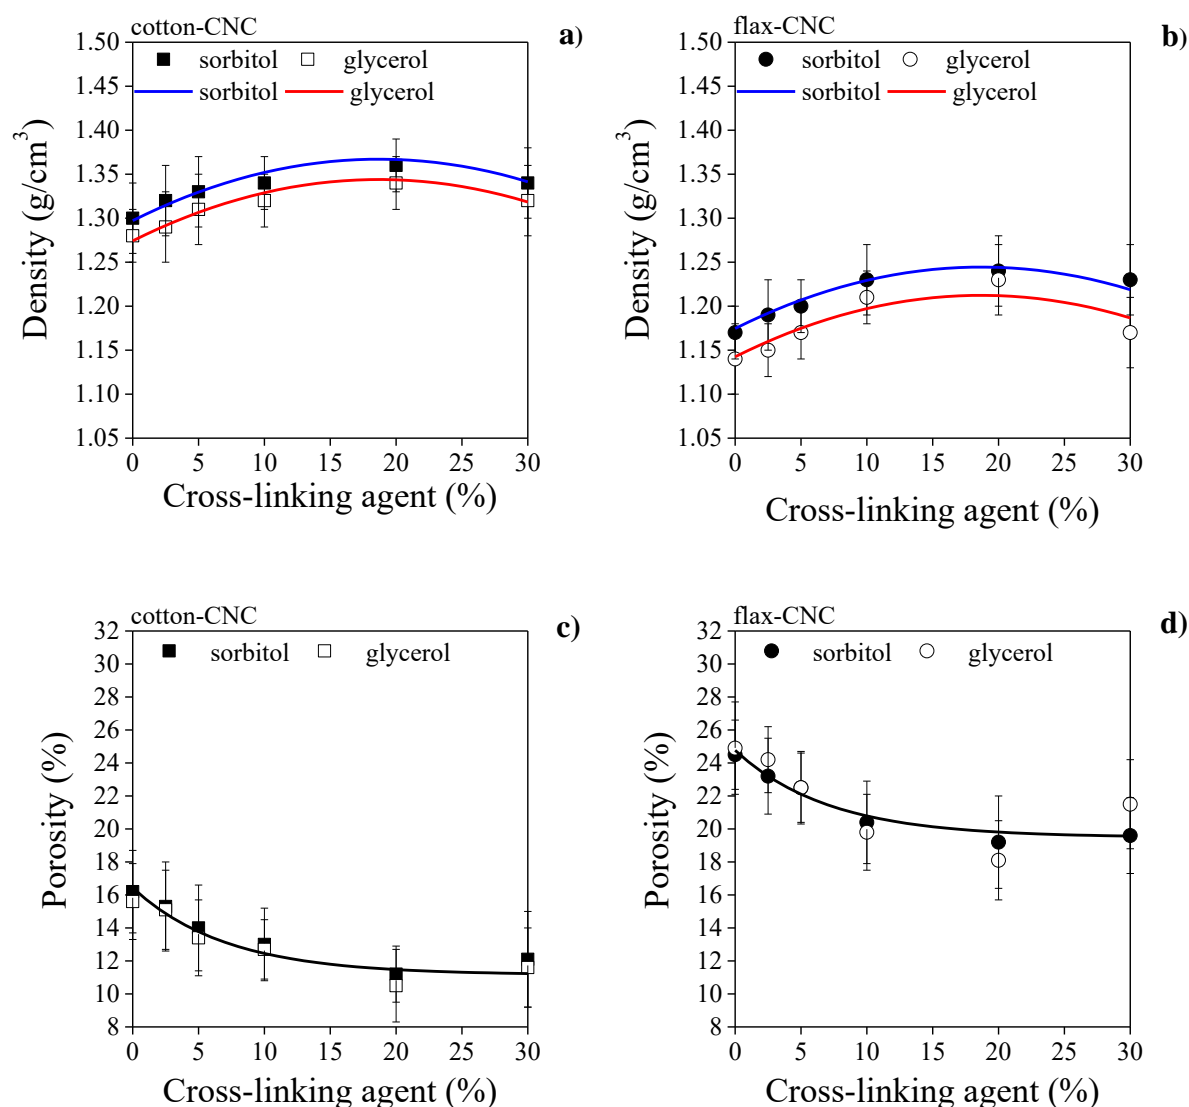 cotton-CNC
a)
sorbitol glycerol
sorbitol glycerol
1.50
1.45
1.40
1.35
1.30
1.25
1.20
1.15
1.10
1.05
Density (g/cm³)
0 5 10 15 20 25 30
Cross-linking agent (%)
flax-CNC
b)
sorbitol glycerol
sorbitol glycerol
1.50
1.45
1.40
1.35
1.30
1.25
1.20
1.15
1.10
1.05
Density (g/cm³)
0 5 10 15 20 25 30
Cross-linking agent (%)
cotton-CNC
c)
sorbitol glycerol
32
30
28
26
24
22
20
18
16
14
12
10
8
Porosity (%)
0 5 10 15 20 25 30
Cross-linking agent (%)
flax-CNC
d)
sorbitol glycerol
32
30
28
26
24
22
20
18
16
14
12
10
8
Porosity (%)
0 5 10 15 20 25 30
Cross-linking agent (%)